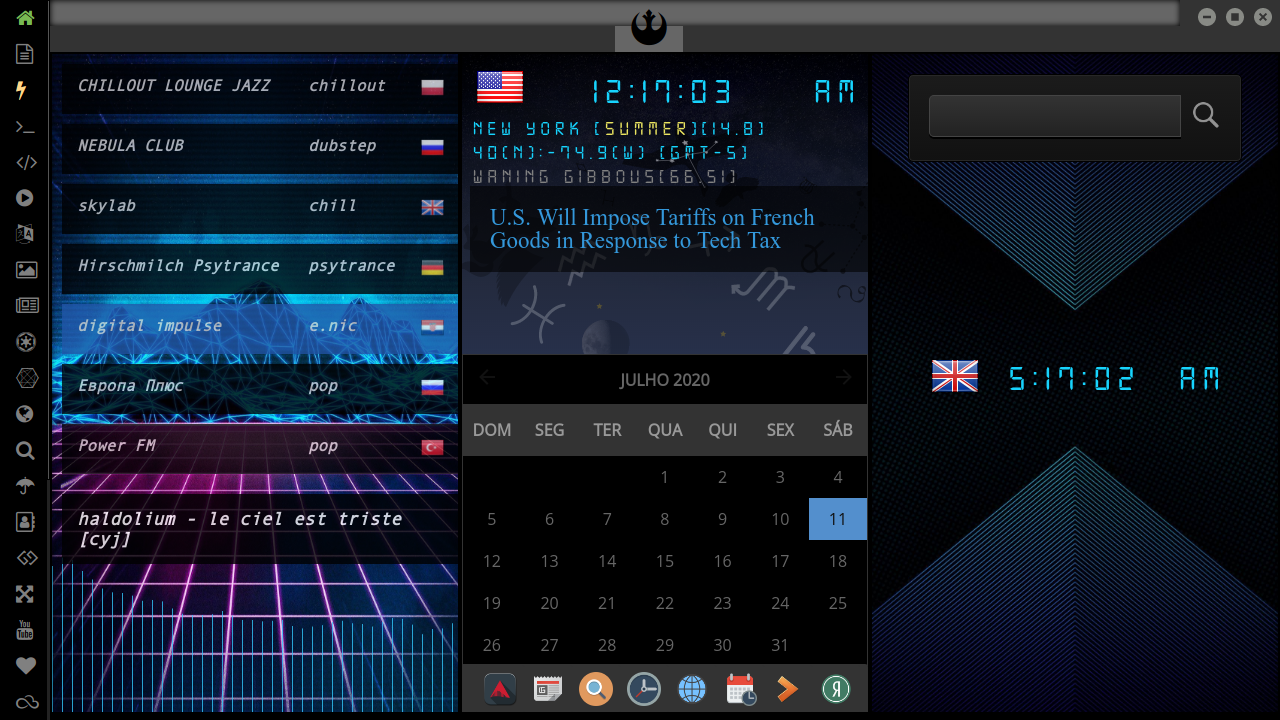 CHILLOUT LOUNGE JAZZ chillout
NEBULA CLUB dubstep
skylab chill
Hirschmilch Psytrance psytrance
digital impulse e.nic
Европа Плюс pop
Power FM pop
haldolium - le ciel est triste
[cyj]
12:17:03 AM
NEW YORK [SUMMER][14.8]
40(N):-74.9(W) [GMT-5]
WANING GIBBOUS[66.51]
U.S. Will Impose Tariffs on French
Goods in Response to Tech Tax
JULHO 2020
DOM SEG TER QUA QUI SEX SÁB
1 2 3 4
5 6 7 8 9 10 11
12 13 14 15 16 17 18
19 20 21 22 23 24 25
26 27 28 29 30 31
5:17:02 AM
You
Tube
Я